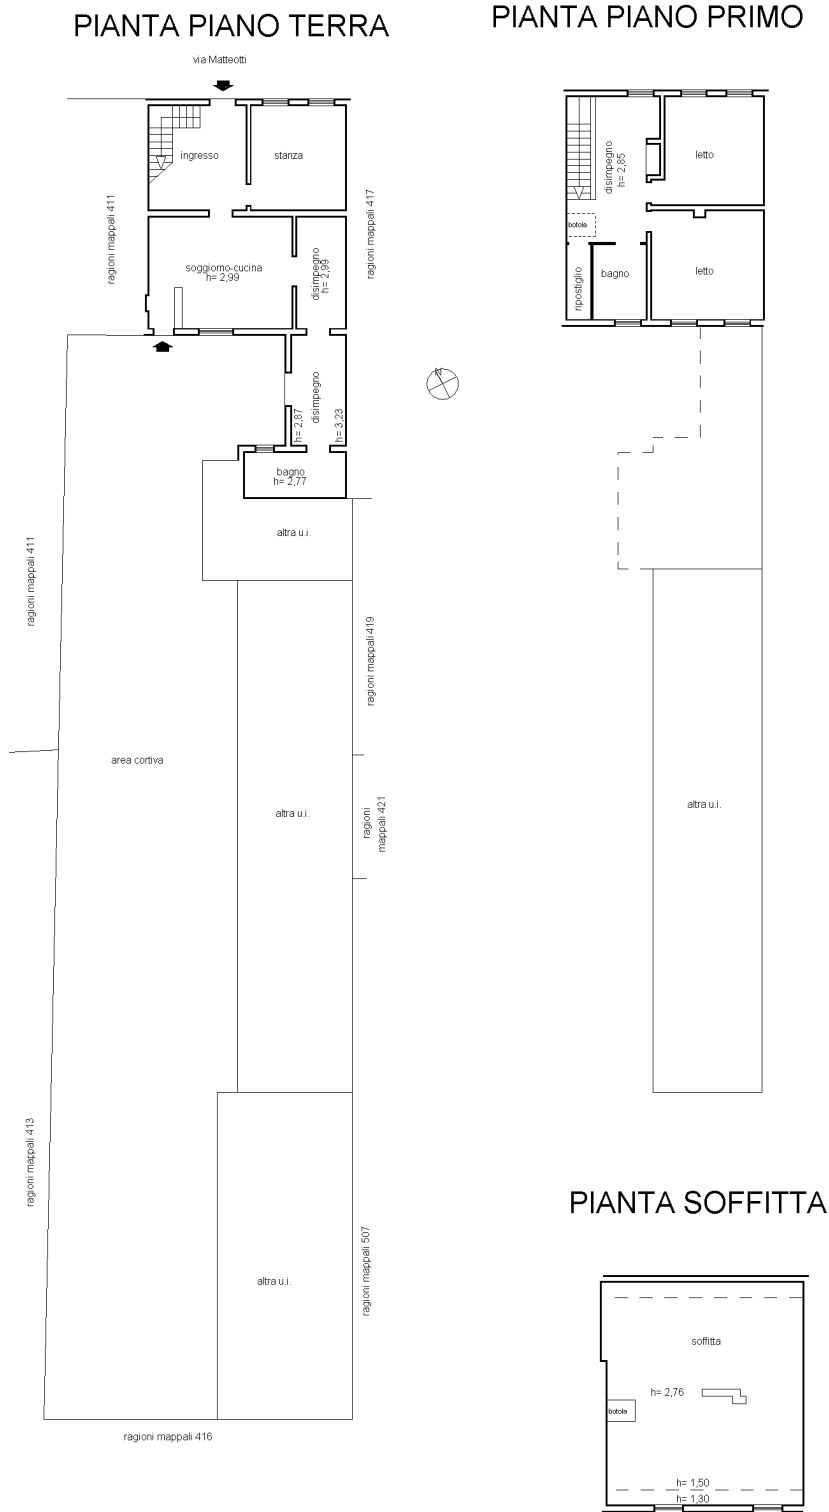 PIANTA PIANO TERRA
via Matteotti
ingresso
stanza
ragioni mappali 411
ragioni mappali 417
soggiorno-cucina
h= 2,99
disimpegno
h= 2,99
disimpegno
h= 2,87
h= 3,23
bagno
h= 2,77
altra u.i.
ragioni mappali 411
ragioni mappali 419
area cortiva
ragioni
mappali 421
altra u.i.
ragioni mappali 413
ragioni mappali 507
altra u.i.
ragioni mappali 416
N
PIANTA PIANO PRIMO
disimpegno
h= 2,85
letto
botola
ripostiglio
bagno
letto
altra u.i.
PIANTA SOFFITTA
soffitta
h= 2,76
botola
h= 1,50
h= 1,30